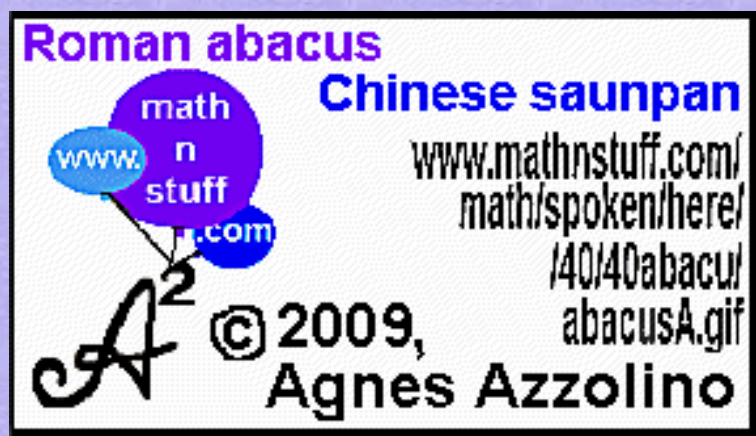 Roman abacus
Chinese saunpan
math
n
stuff
www.
.com
www.mathnstuff.com/
math/spoken/here/
/40/40abacu/
abacusA.gif
A²
© 2009,
Agnes Azzolino